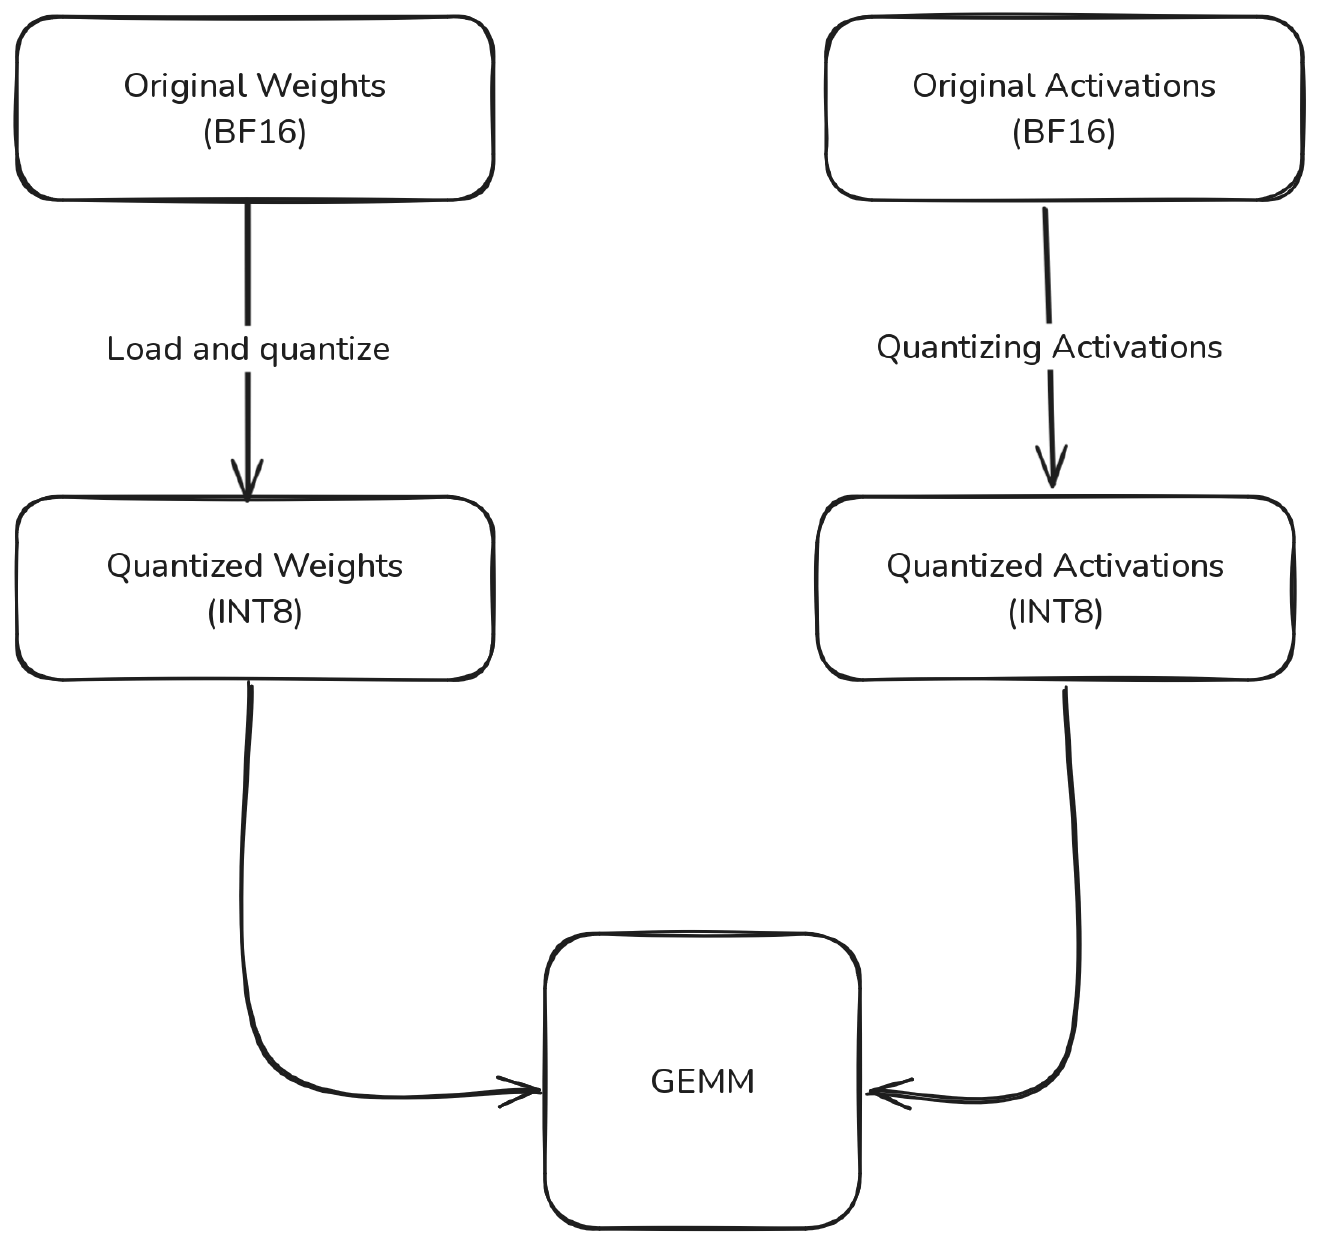 Original Weights
(BF16)
Original Activations
(BF16)
Load and quantize
Quantizing Activations
Quantized Weights
(INT8)
Quantized Activations
(INT8)
GEMM